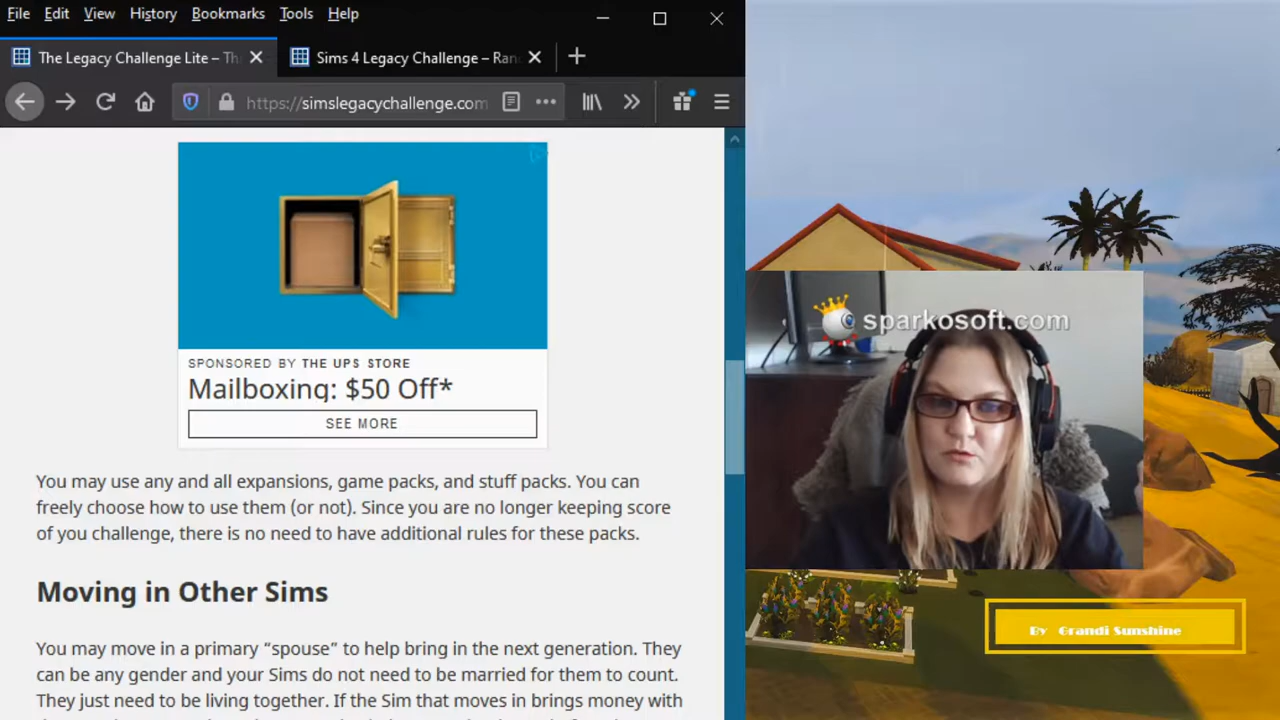 File Edit View History Bookmarks Tools Help
The Legacy Challenge Lite – Th
Sims 4 Legacy Challenge – Ran
https://simslegacychallenge.com
SPONSORED BY THE UPS STORE
Mailboxing: $50 Off*
SEE MORE
You may use any and all expansions, game packs, and stuff packs. You can
freely choose how to use them (or not). Since you are no longer keeping score
of you challenge, there is no need to have additional rules for these packs.
Moving in Other Sims
You may move in a primary “spouse” to help bring in the next generation. They
can be any gender and your Sims do not need to be married for them to count.
They just need to be living together. If the Sim that moves in brings money with
sparkosoft.com
By Grandi Sunshine